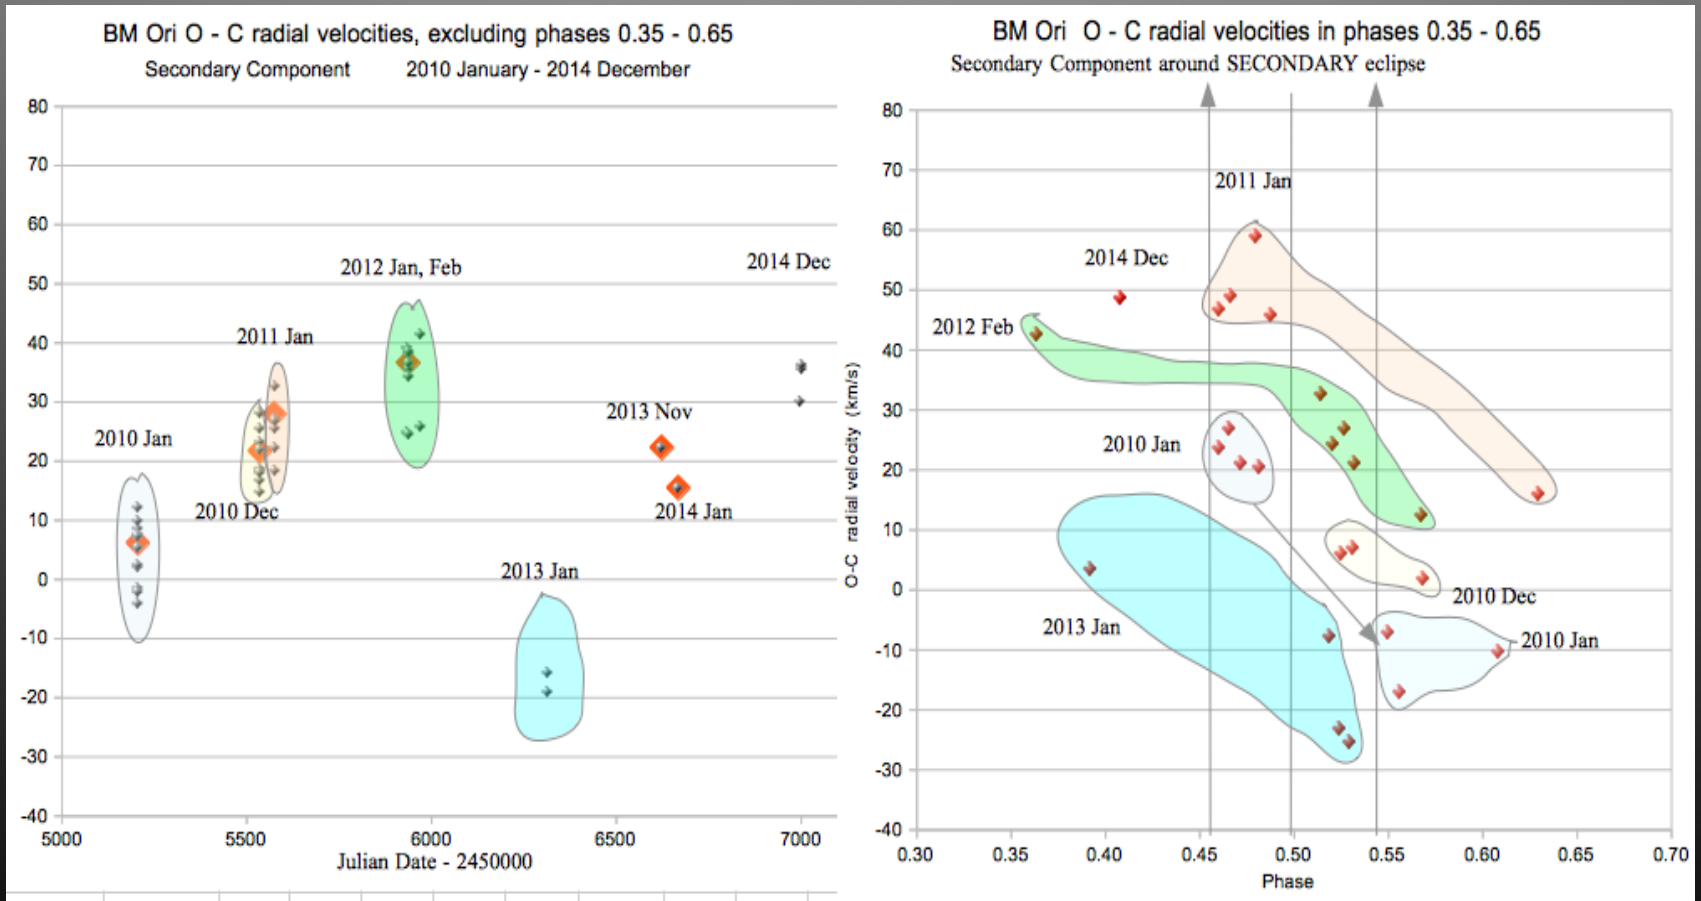 BM Ori O - C radial velocities, excluding phases 0.35 - 0.65
Secondary Component 2010 January - 2014 December
80
70
60
50
40
30
20
10
0
-10
-20
-30
-40
5000 5500 6000 6500 7000
Julian Date - 2450000
2010 Jan
2010 Dec
2011 Jan
2012 Jan, Feb
2013 Jan
2013 Nov
2014 Jan
2014 Dec
BM Ori O - C radial velocities in phases 0.35 - 0.65
Secondary Component around SECONDARY eclipse
O-C radial velocity (km/s)
80
70
60
50
40
30
20
10
0
-10
-20
-30
-40
0.30 0.35 0.40 0.45 0.50 0.55 0.60 0.65 0.70
Phase
2011 Jan
2014 Dec
2012 Feb
2010 Jan
2013 Jan
2010 Dec
2010 Jan